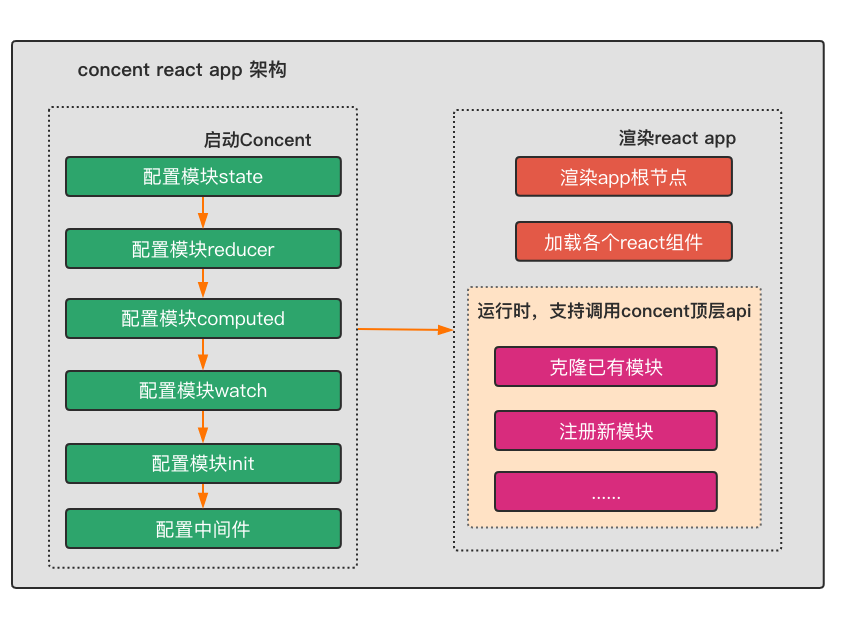 concent react app 架构
启动Concent
配置模块state
配置模块reducer
配置模块computed
配置模块watch
配置模块init
配置中间件
渲染react app
渲染app根节点
加载各个react组件
运行时，支持调用concent顶层api
克隆已有模块
注册新模块
......